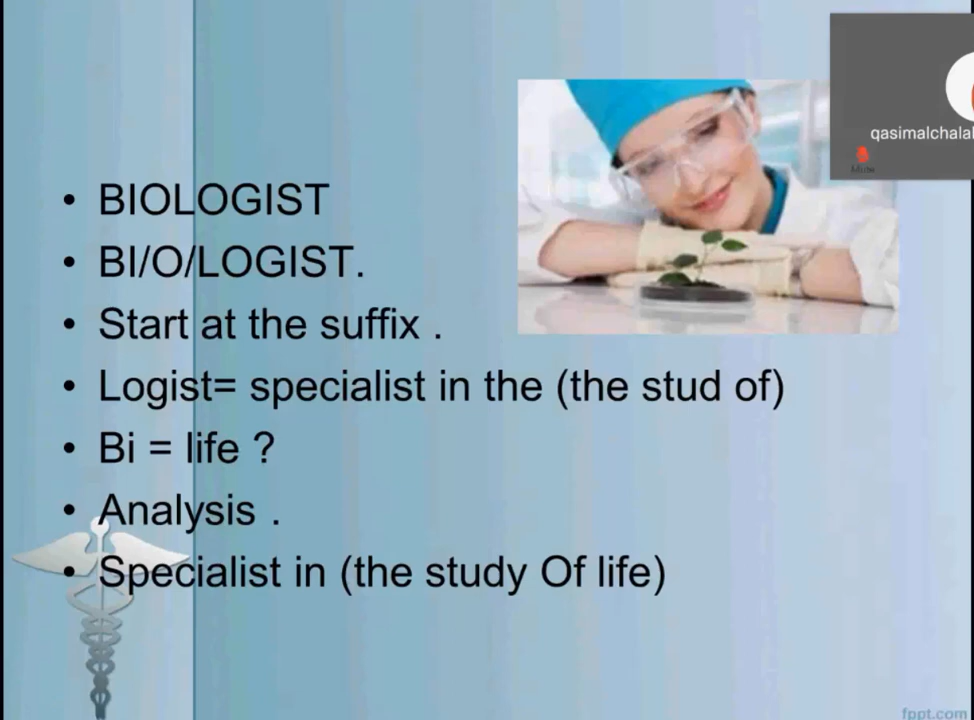 BIOLOGIST
BI/O/LOGIST.
Start at the suffix .
Logist= specialist in the (the stud of)
Bi = life ?
Analysis .
Specialist in (the study Of life)
qasimalchalal
fppt.com